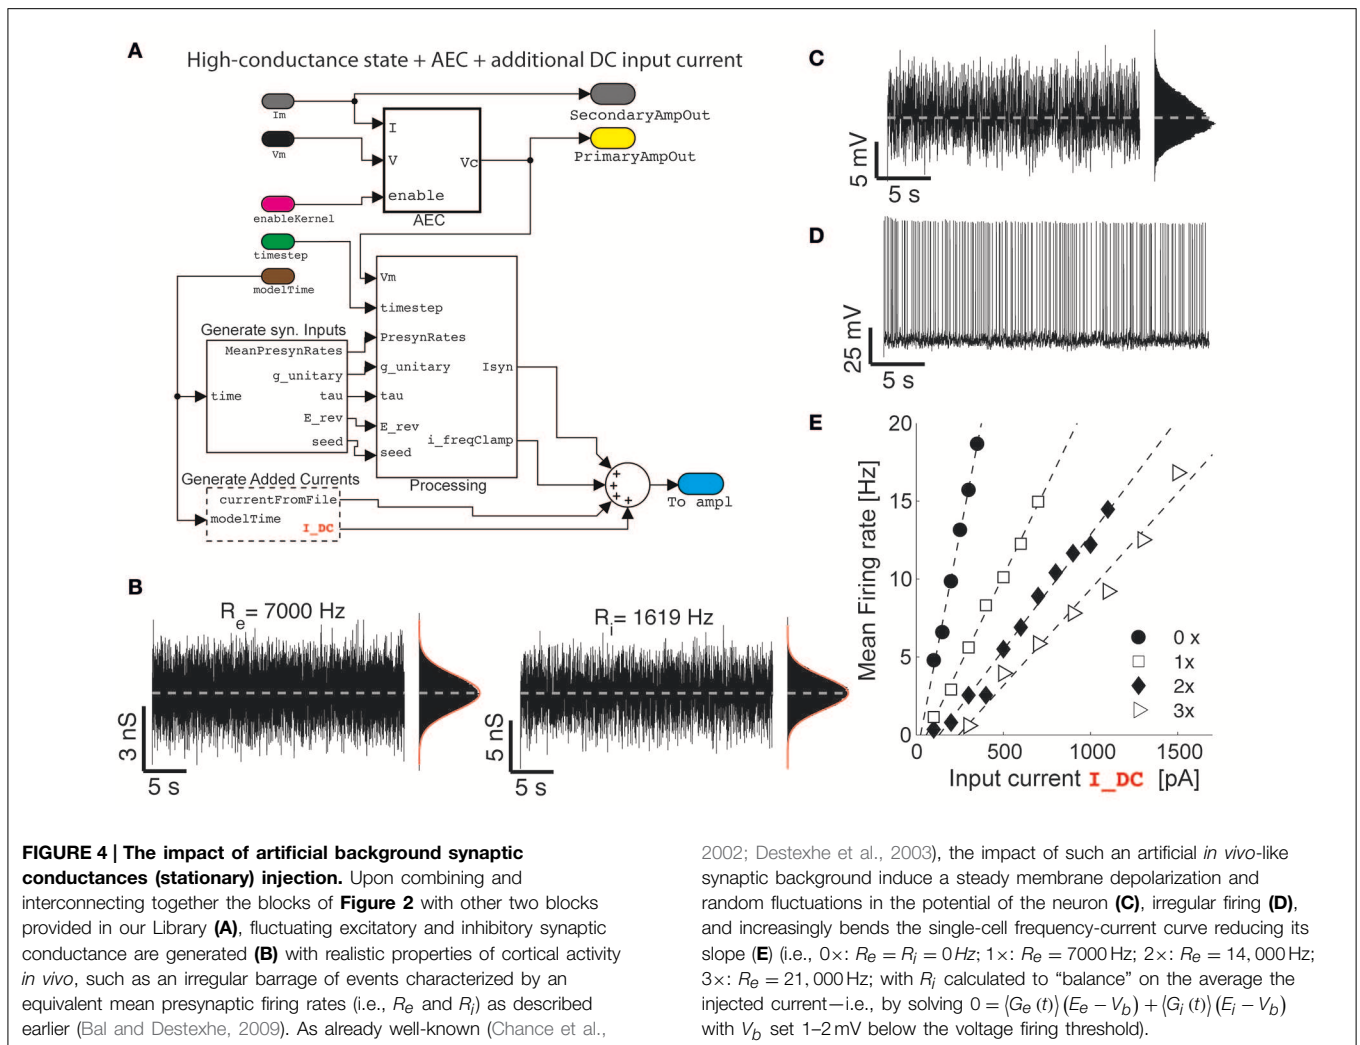 A
High-conductance state + AEC + additional DC input current
Im
Vm
enableKernel
timestep
modelTime
I
V
enable
Vc
AEC
SecondaryAmpOut
PrimaryAmpOut
Generate syn. Inputs
MeanPresynRates
g_unitary
time
tau
E_rev
seed
Vm
timestep
PresynRates
g_unitary
tau
E_rev
seed
Isyn
i_freqClamp
Processing
Generate Added Currents
currentFromFile
modelTime
I_DC
+
+
+
+
To ampl
B
Re= 7000 Hz
3 nS
5 s
Ri= 1619 Hz
5 nS
5 s
C
5 mV
5 s
D
25 mV
5 s
E
Mean Firing rate [Hz]
20
15
10
5
0
0
500
1000
1500
Input current I_DC [pA]
0 x
1x
2x
3x
FIGURE 4 | The impact of artificial background synaptic
conductances (stationary) injection. Upon combining and
interconnecting together the blocks of Figure 2 with other two blocks
provided in our Library (A), fluctuating excitatory and inhibitory synaptic
conductance are generated (B) with realistic properties of cortical activity
in vivo, such as an irregular barrage of events characterized by an
equivalent mean presynaptic firing rates (i.e., Re and Ri) as described
earlier (Bal and Destexhe, 2009). As already well-known (Chance et al.,
2002; Destexhe et al., 2003), the impact of such an artificial in vivo-like
synaptic background induce a steady membrane depolarization and
random fluctuations in the potential of the neuron (C), irregular firing (D),
and increasingly bends the single-cell frequency-current curve reducing its
slope (E) (i.e., 0×: Re = Ri = 0Hz; 1×: Re = 7000 Hz; 2×: Re = 14, 000 Hz;
3×: Re = 21, 000 Hz; with Ri calculated to “balance” on the average the
injected current—i.e., by solving 0 = ⟨Ge (t)⟩ (Ee − Vb) + ⟨Gi (t)⟩ (Ei − Vb)
with Vb set 1–2 mV below the voltage firing threshold).